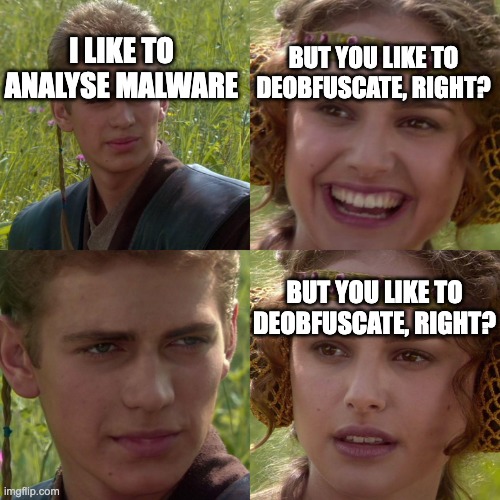 I LIKE TO
ANALYSE MALWARE
BUT YOU LIKE TO
DEOBFUSCATE, RIGHT?
BUT YOU LIKE TO
DEOBFUSCATE, RIGHT?
imgflip.com